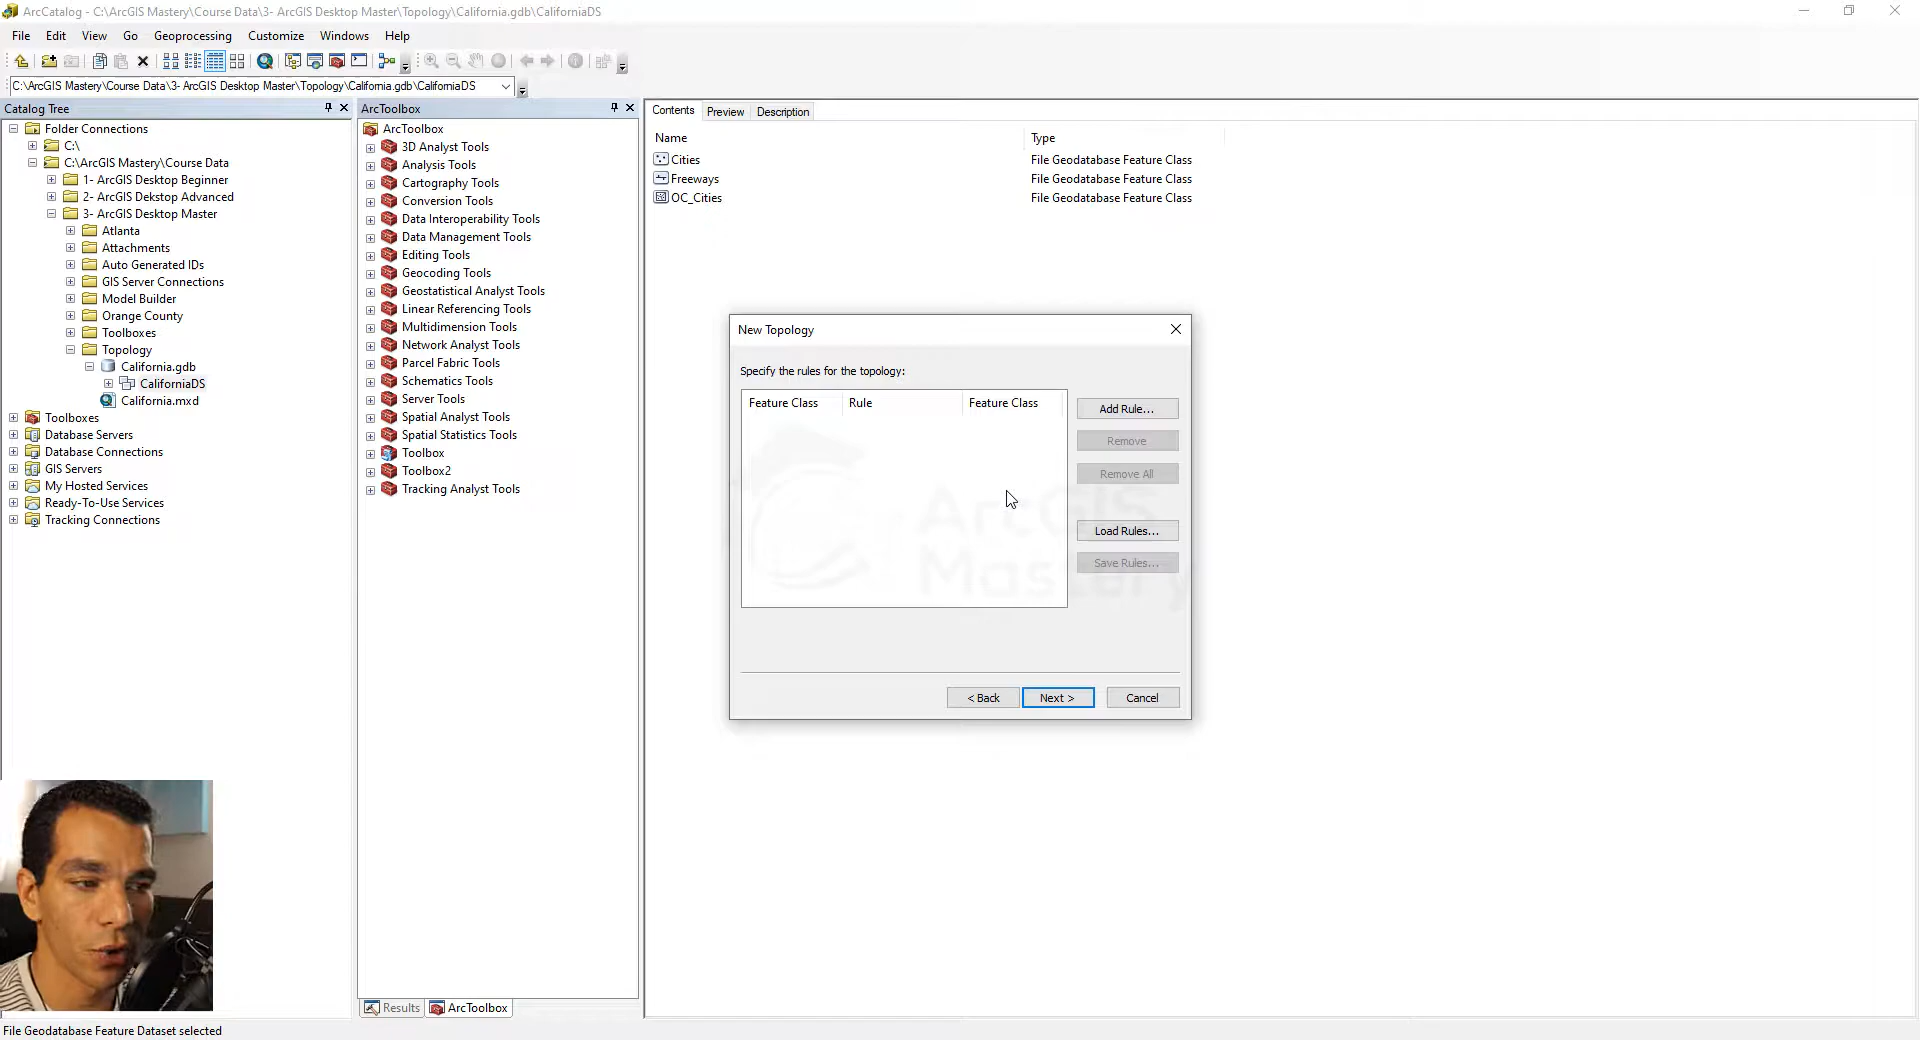 ArcCatalog - C:\ArcGIS Mastery\Course Data\3- ArcGIS Desktop Master\Topology\California.gdb\CaliforniaDS
File Edit View Go Geoprocessing Customize Windows Help
C:\ArcGIS Mastery\Course Data\3- ArcGIS Desktop Master\Topology\California.gdb\CaliforniaDS
Catalog Tree
Folder Connections
C:\
C:\ArcGIS Mastery\Course Data
1- ArcGIS Desktop Beginner
2- ArcGIS Dekstop Advanced
3- ArcGIS Desktop Master
Atlanta
Attachments
Auto Generated IDs
GIS Server Connections
Model Builder
Orange County
Toolboxes
Topology
California.gdb
CaliforniaDS
California.mxd
Toolboxes
Database Servers
Database Connections
GIS Servers
My Hosted Services
Ready-To-Use Services
Tracking Connections
ArcToolbox
ArcToolbox
3D Analyst Tools
Analysis Tools
Cartography Tools
Conversion Tools
Data Interoperability Tools
Data Management Tools
Editing Tools
Geocoding Tools
Geostatistical Analyst Tools
Linear Referencing Tools
Multidimension Tools
Network Analyst Tools
Parcel Fabric Tools
Schematics Tools
Server Tools
Spatial Analyst Tools
Spatial Statistics Tools
Toolbox
Toolbox2
Tracking Analyst Tools
Results ArcToolbox
Contents Preview Description
Name Type
Cities File Geodatabase Feature Class
Freeways File Geodatabase Feature Class
OC_Cities File Geodatabase Feature Class
New Topology
Specify the rules for the topology:
Feature Class Rule Feature Class
Add Rule...
Remove
Remove All
Load Rules...
Save Rules...
ArcGIS
Mastery
< Back Next > Cancel
File Geodatabase Feature Dataset selected